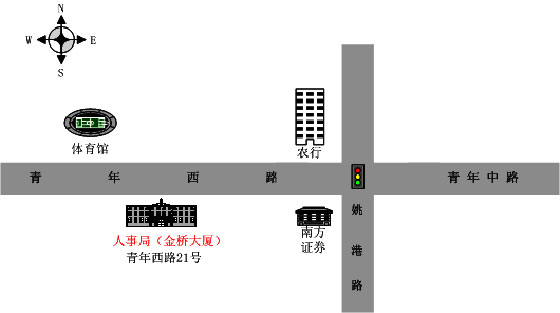 N
W E
S
体育馆
农行
青年西路
青年中路
人事局（金桥大厦）
青年西路21号
南方
证券
姚港路